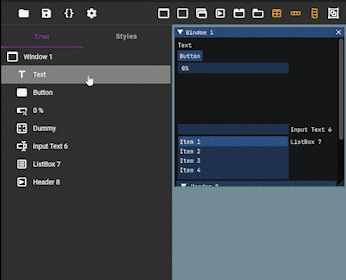 Tree
Styles
Window 1
Text
Button
0 %
Dummy
Input Text 6
ListBox 7
Header 8
Window 1
Text
Button
0%
Input Text 6
Item 1
ListBox 7
Item 2
Item 3
Item 4
Header 8